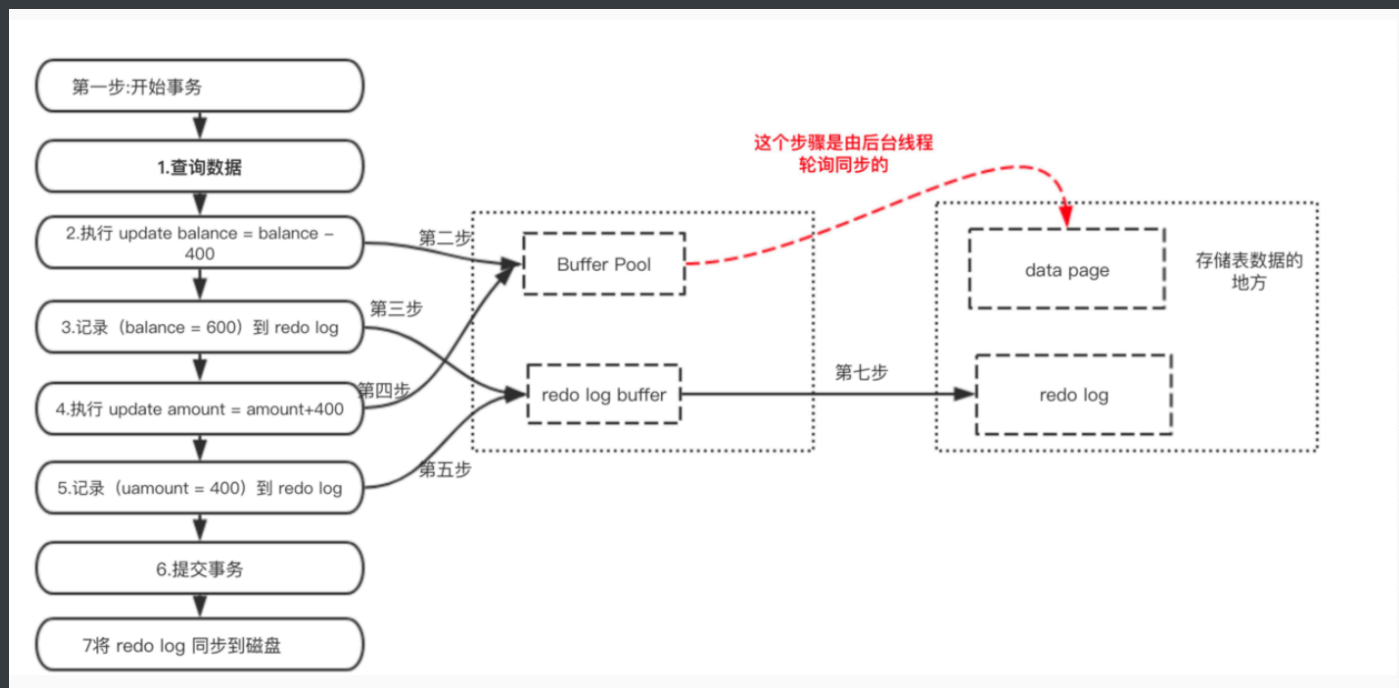 第一步:开始事务
1.查询数据
2.执行 update balance = balance –
400
3.记录（balance = 600）到 redo log
4.执行 update amount = amount+400
5.记录（uamount = 400）到 redo log
6.提交事务
7将 redo log 同步到磁盘
第二步
第三步
第四步
第五步
Buffer Pool
redo log buffer
这个步骤是由后台线程
轮询同步的
第七步
data page
redo log
存储表数据的
地方